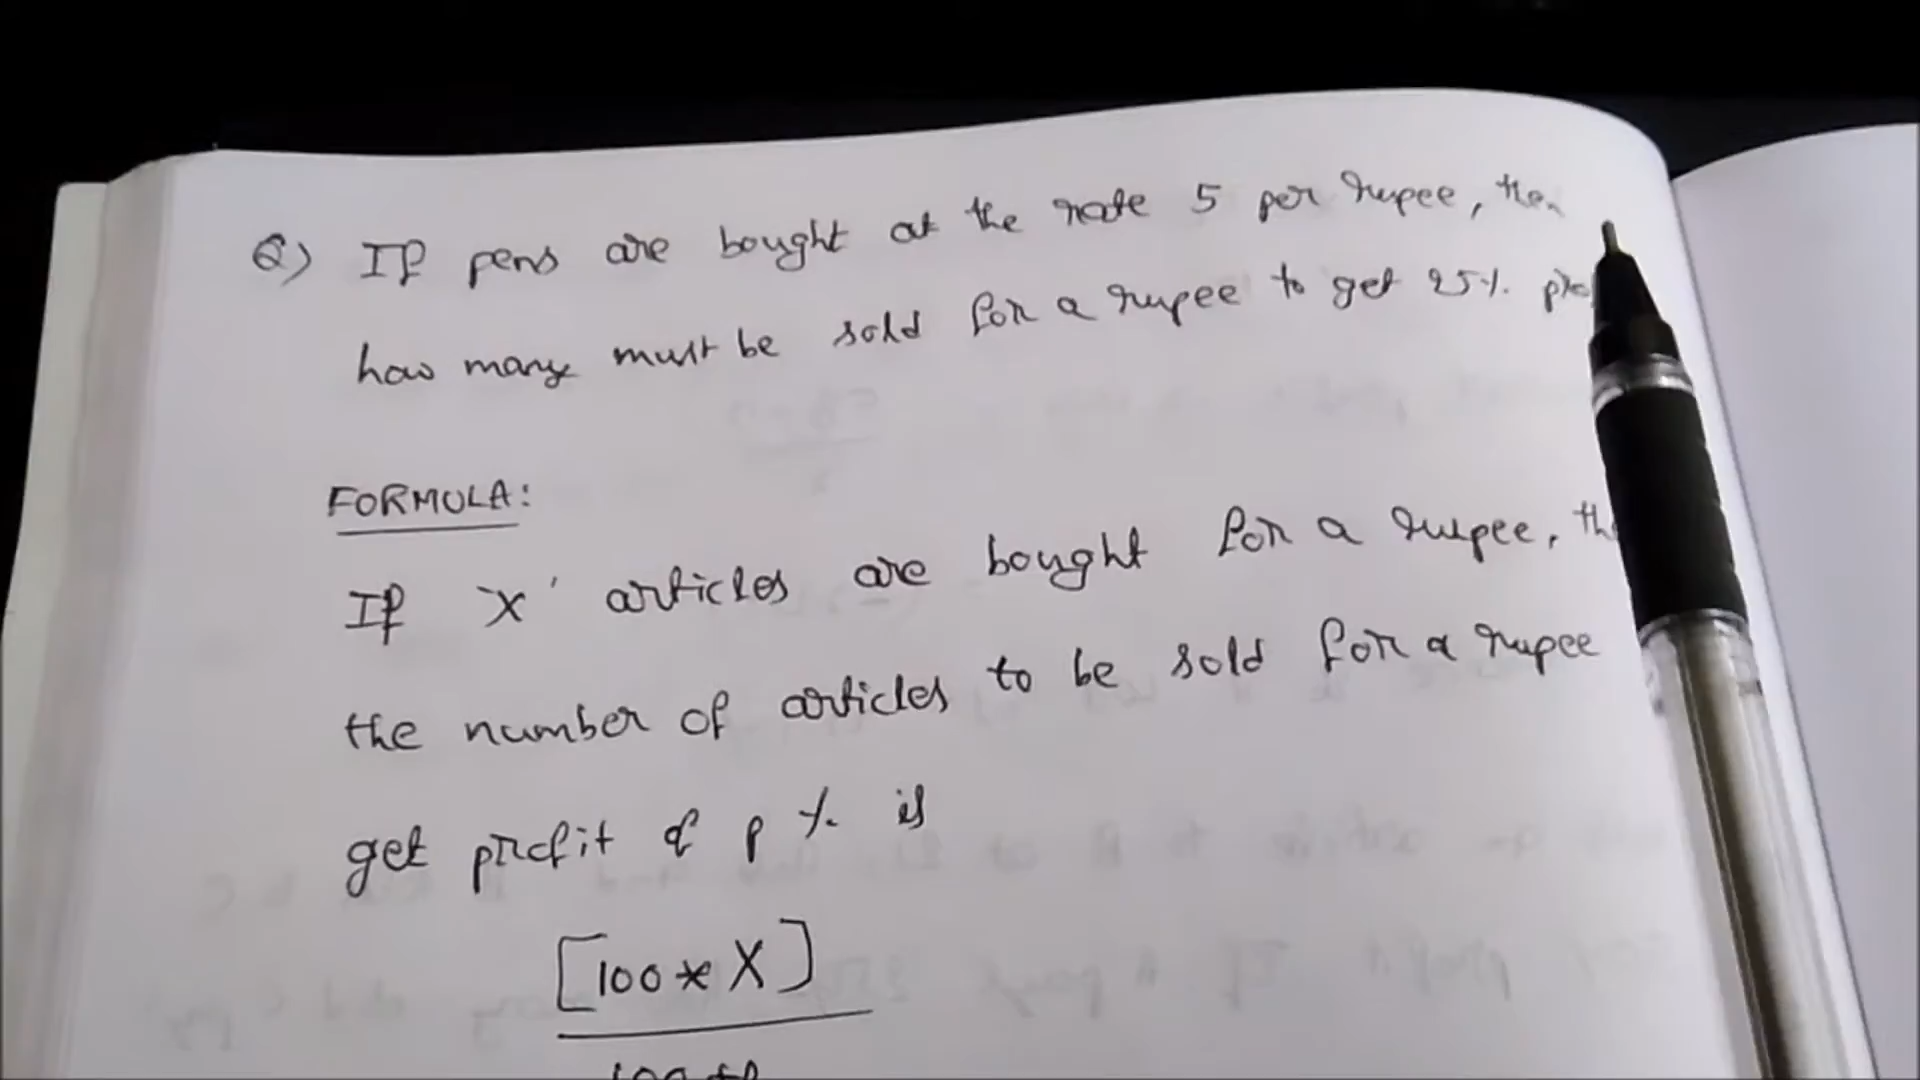 Q) If pens are bought at the rate 5 per rupee, then
how many must be sold for a rupee to get 25%
FORMULA:
If 'X' articles are bought for a rupee,
the number of articles to be sold for a rupee
get profit of P % is
[100 * X]
100+P